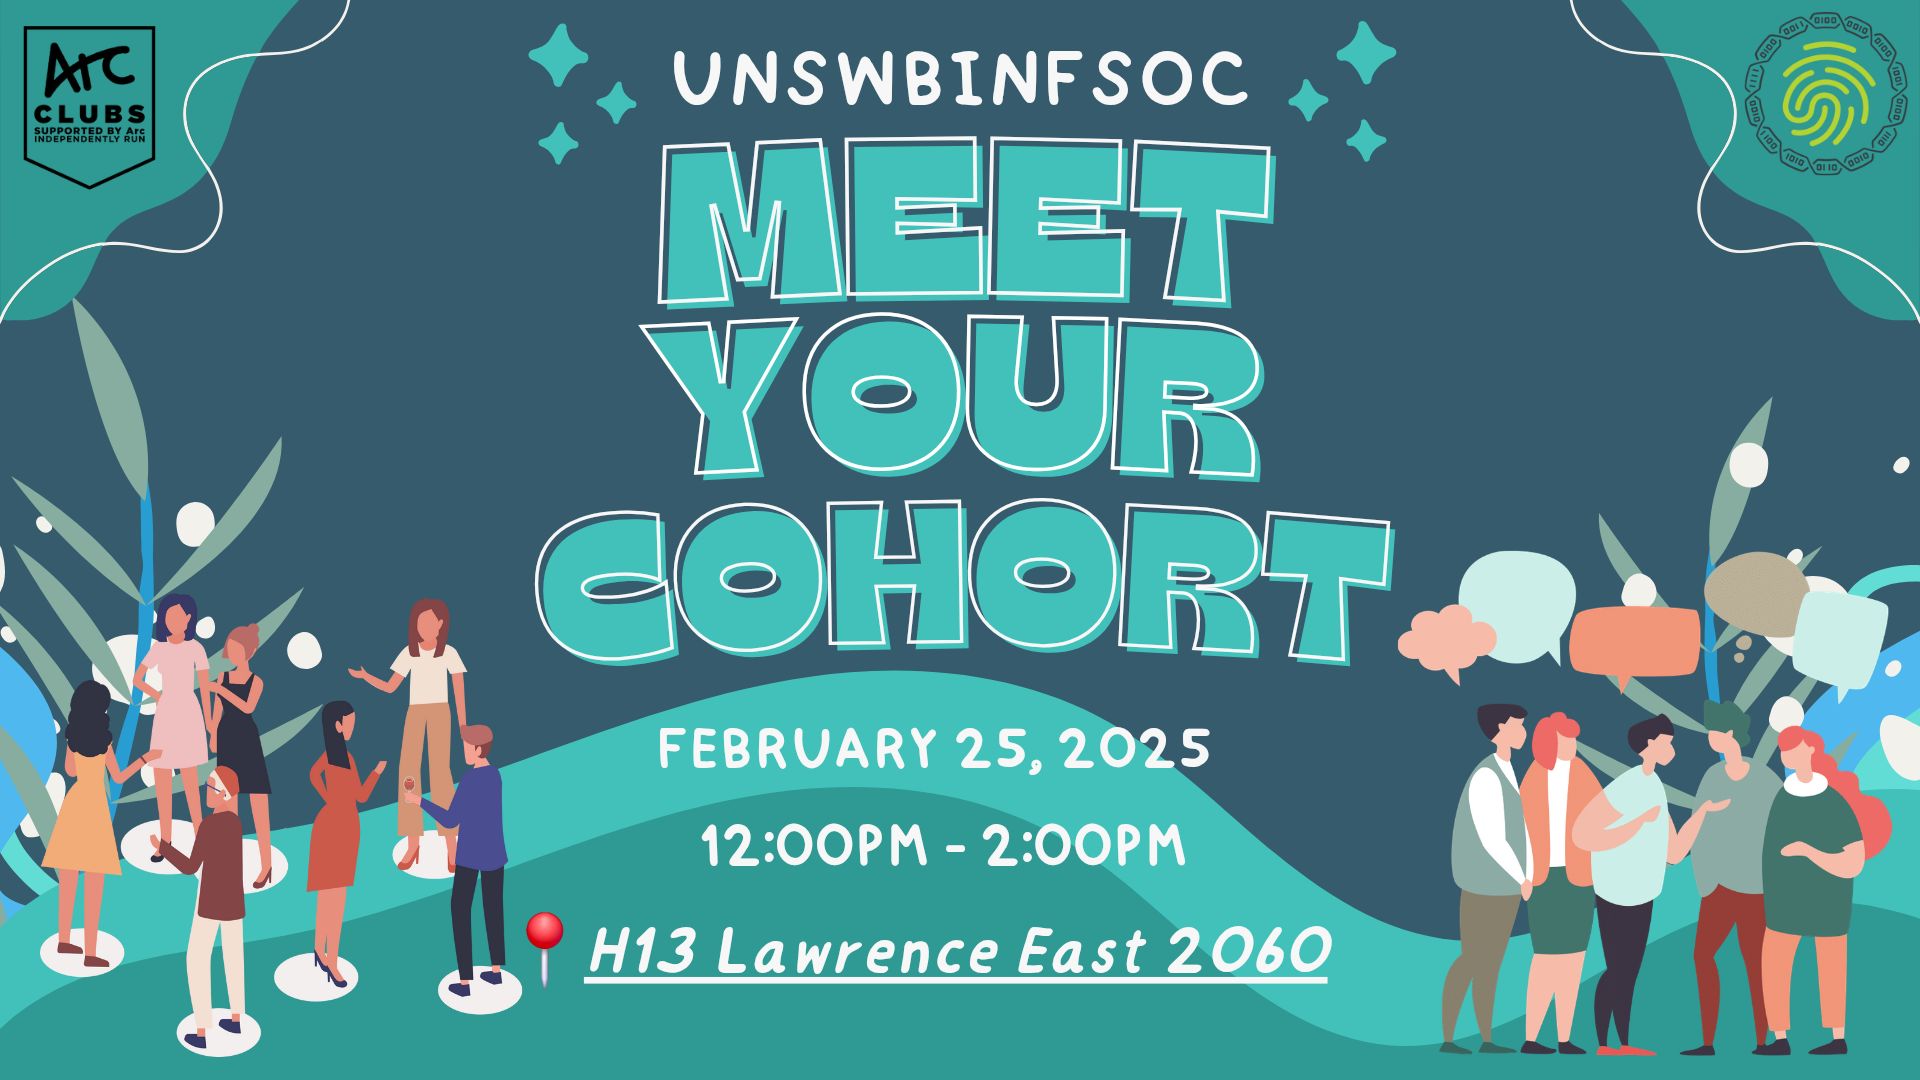 Arc
CLUBS
SUPPORTED BY Arc
INDEPENDENTLY RUN
UNSWBINFSOC
MEET
YOUR
COHORT
FEBRUARY 25, 2025
12:00PM - 2:00PM
H13 Lawrence East 2060